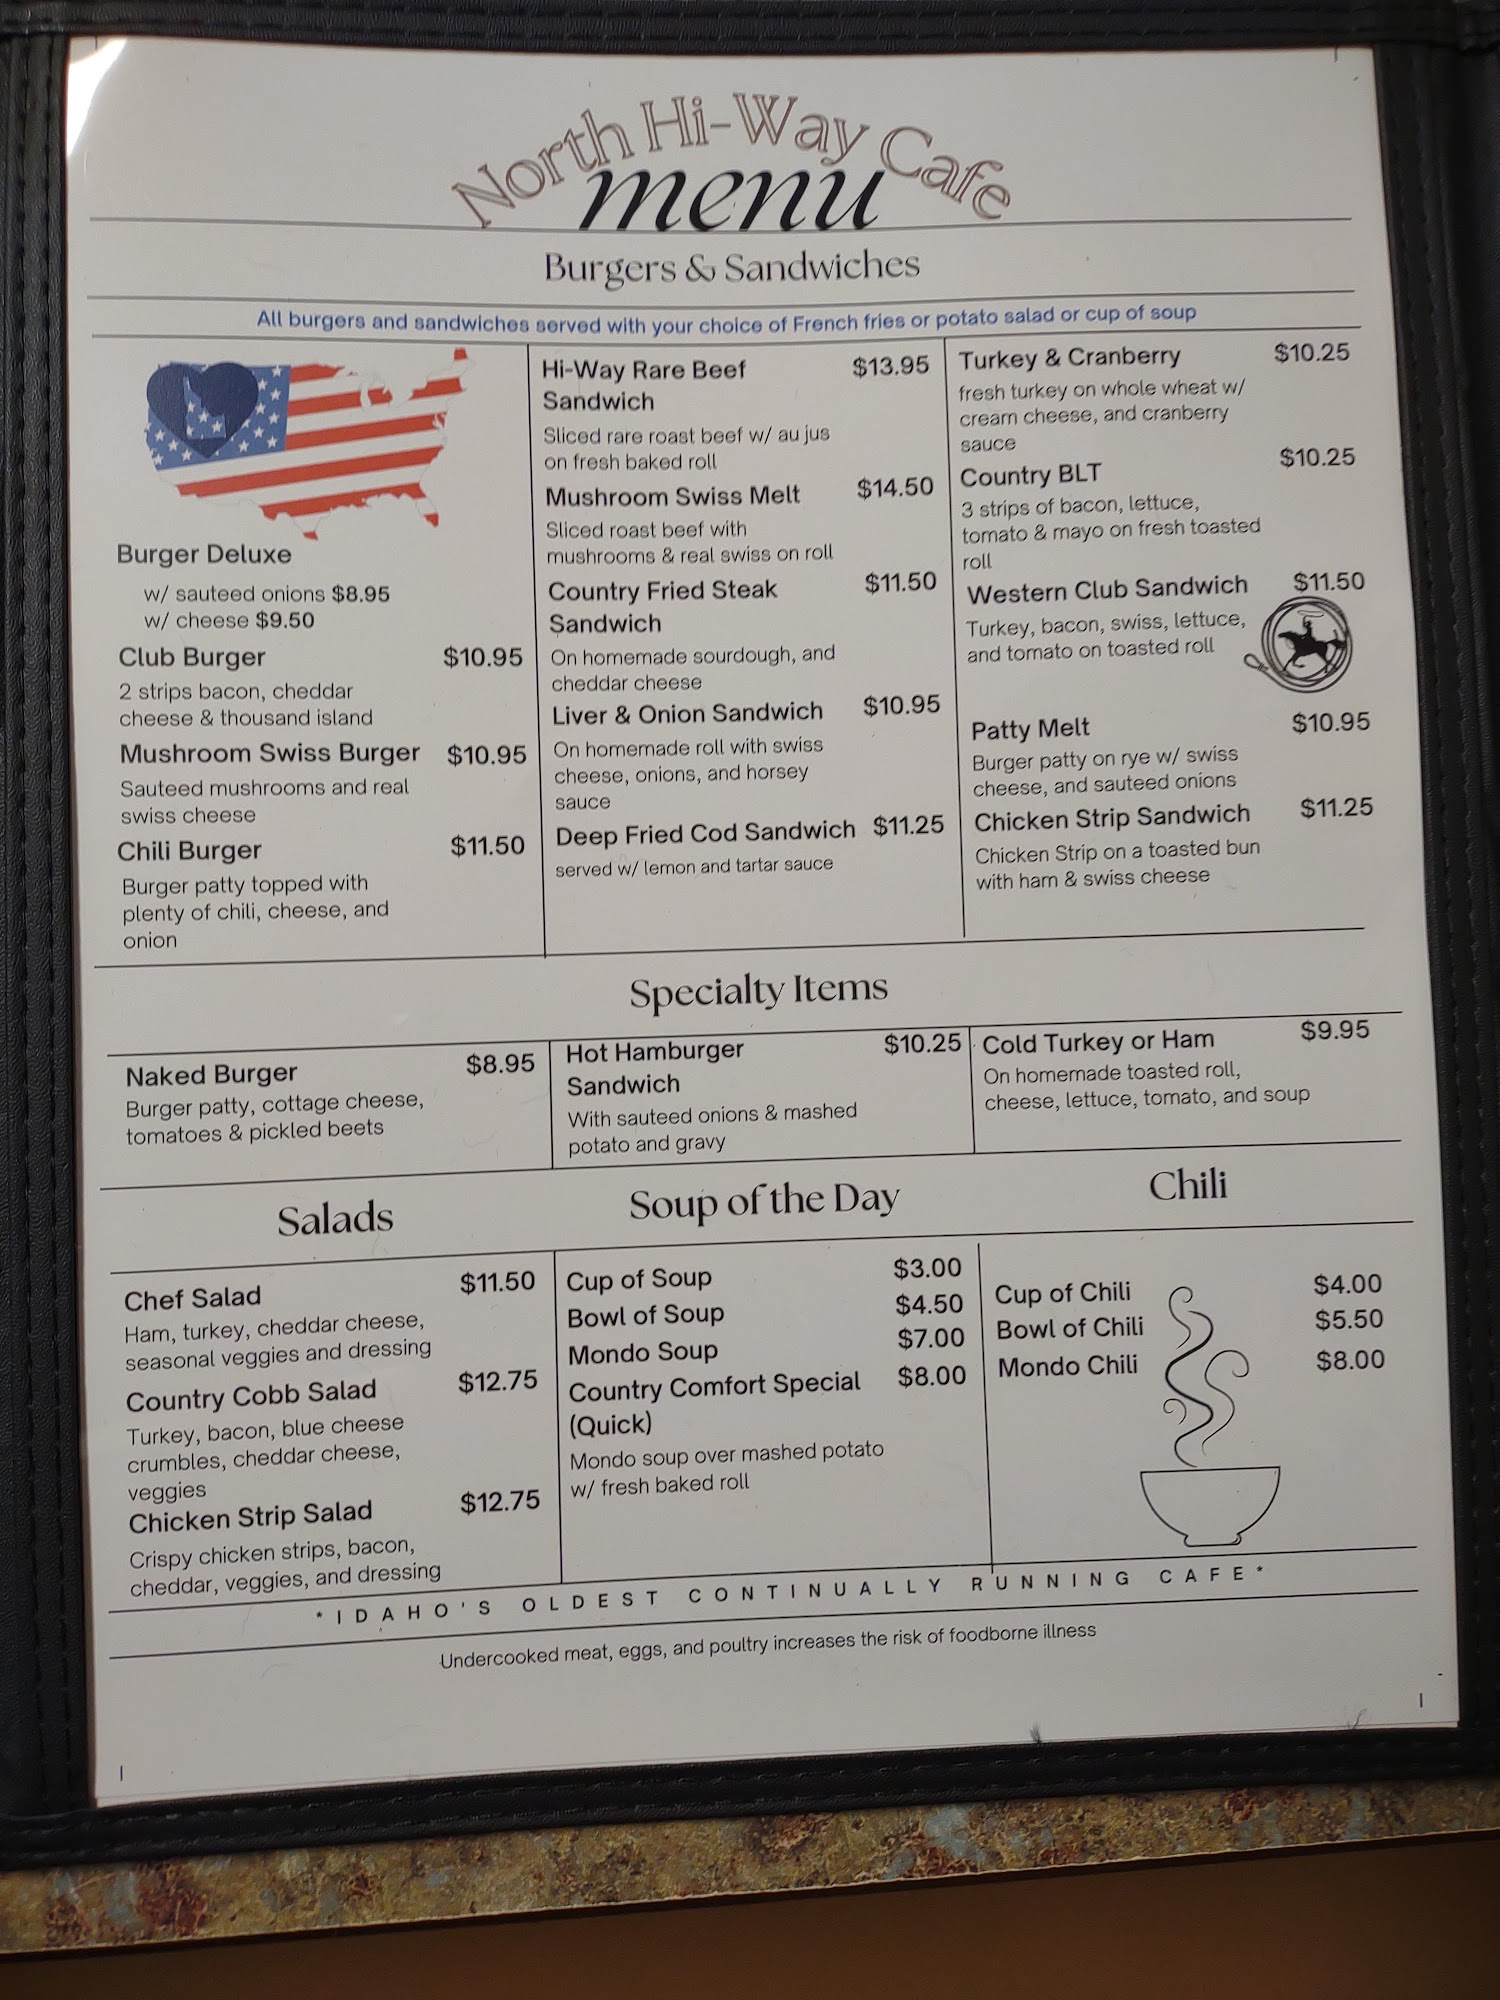 North Hi-Way Cafe
menu
Burgers & Sandwiches
All burgers and sandwiches served with your choice of French fries or potato salad or cup of soup
Burger Deluxe
w/ sauteed onions $8.95
w/ cheese $9.50
Club Burger $10.95
2 strips bacon, cheddar
cheese & thousand island
Mushroom Swiss Burger $10.95
Sauteed mushrooms and real
swiss cheese
Chili Burger $11.50
Burger patty topped with
plenty of chili, cheese, and
onion
Hi-Way Rare Beef $13.95
Sandwich
Sliced rare roast beef w/ au jus
on fresh baked roll
Mushroom Swiss Melt $14.50
Sliced roast beef with
mushrooms & real swiss on roll
Country Fried Steak $11.50
Sandwich
On homemade sourdough, and
cheddar cheese
Liver & Onion Sandwich $10.95
On homemade roll with swiss
cheese, onions, and horsey
sauce
Deep Fried Cod Sandwich $11.25
served w/ lemon and tartar sauce
Turkey & Cranberry $10.25
fresh turkey on whole wheat w/
cream cheese, and cranberry
sauce
Country BLT $10.25
3 strips of bacon, lettuce,
tomato & mayo on fresh toasted
roll
Western Club Sandwich $11.50
Turkey, bacon, swiss, lettuce,
and tomato on toasted roll
Patty Melt $10.95
Burger patty on rye w/ swiss
cheese, and sauteed onions
Chicken Strip Sandwich $11.25
Chicken Strip on a toasted bun
with ham & swiss cheese
Specialty Items
Naked Burger $8.95
Burger patty, cottage cheese,
tomatoes & pickled beets
Hot Hamburger $10.25
Sandwich
With sauteed onions & mashed
potato and gravy
Cold Turkey or Ham $9.95
On homemade toasted roll,
cheese, lettuce, tomato, and soup
Salads
Chef Salad $11.50
Ham, turkey, cheddar cheese,
seasonal veggies and dressing
Country Cobb Salad $12.75
Turkey, bacon, blue cheese
crumbles, cheddar cheese,
veggies
Chicken Strip Salad $12.75
Crispy chicken strips, bacon,
cheddar, veggies, and dressing
Soup of the Day
Cup of Soup $3.00
Bowl of Soup $4.50
Mondo Soup $7.00
Country Comfort Special $8.00
(Quick)
Mondo soup over mashed potato
w/ fresh baked roll
Chili
Cup of Chili $4.00
Bowl of Chili $5.50
Mondo Chili $8.00
*IDAHO'S OLDEST CONTINUALLY RUNNING CAFE*
Undercooked meat, eggs, and poultry increases the risk of foodborne illness